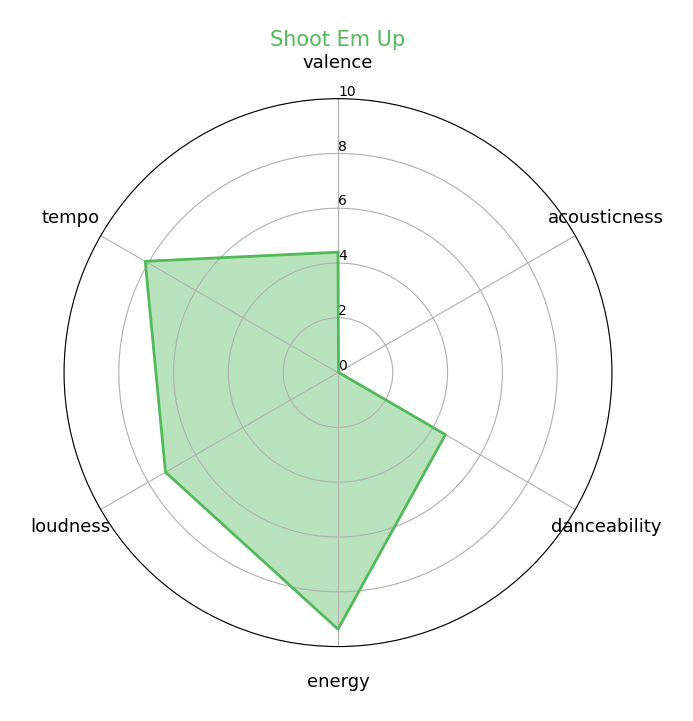 Shoot Em Up
valence
10
8
tempo
6
acousticness
4
2
0
loudness
danceability
energy